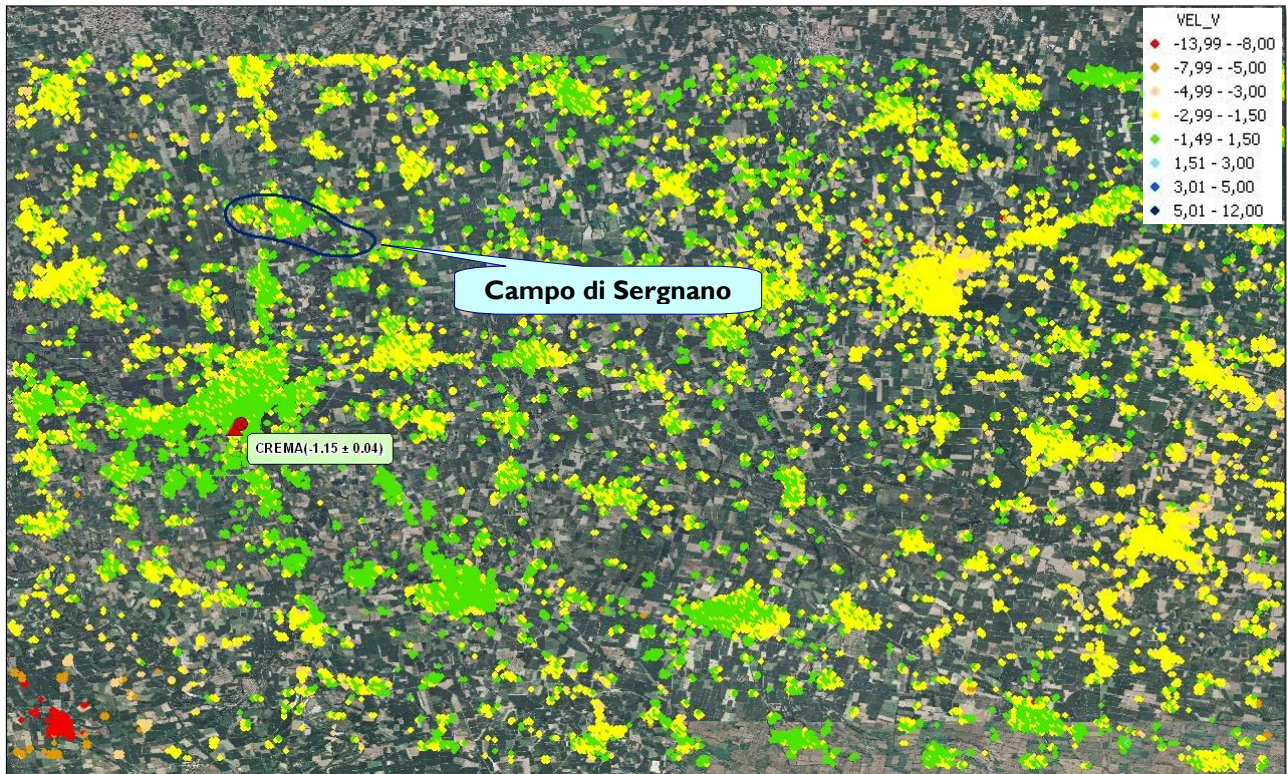 VEL_V
-13,99 - -8,00
-7,99 - -5,00
-4,99 - -3,00
-2,99 - -1,50
-1,49 - 1,50
1,51 - 3,00
3,01 - 5,00
5,01 - 12,00
Campo di Sergnano
CREMA(-1.15 ± 0.04)